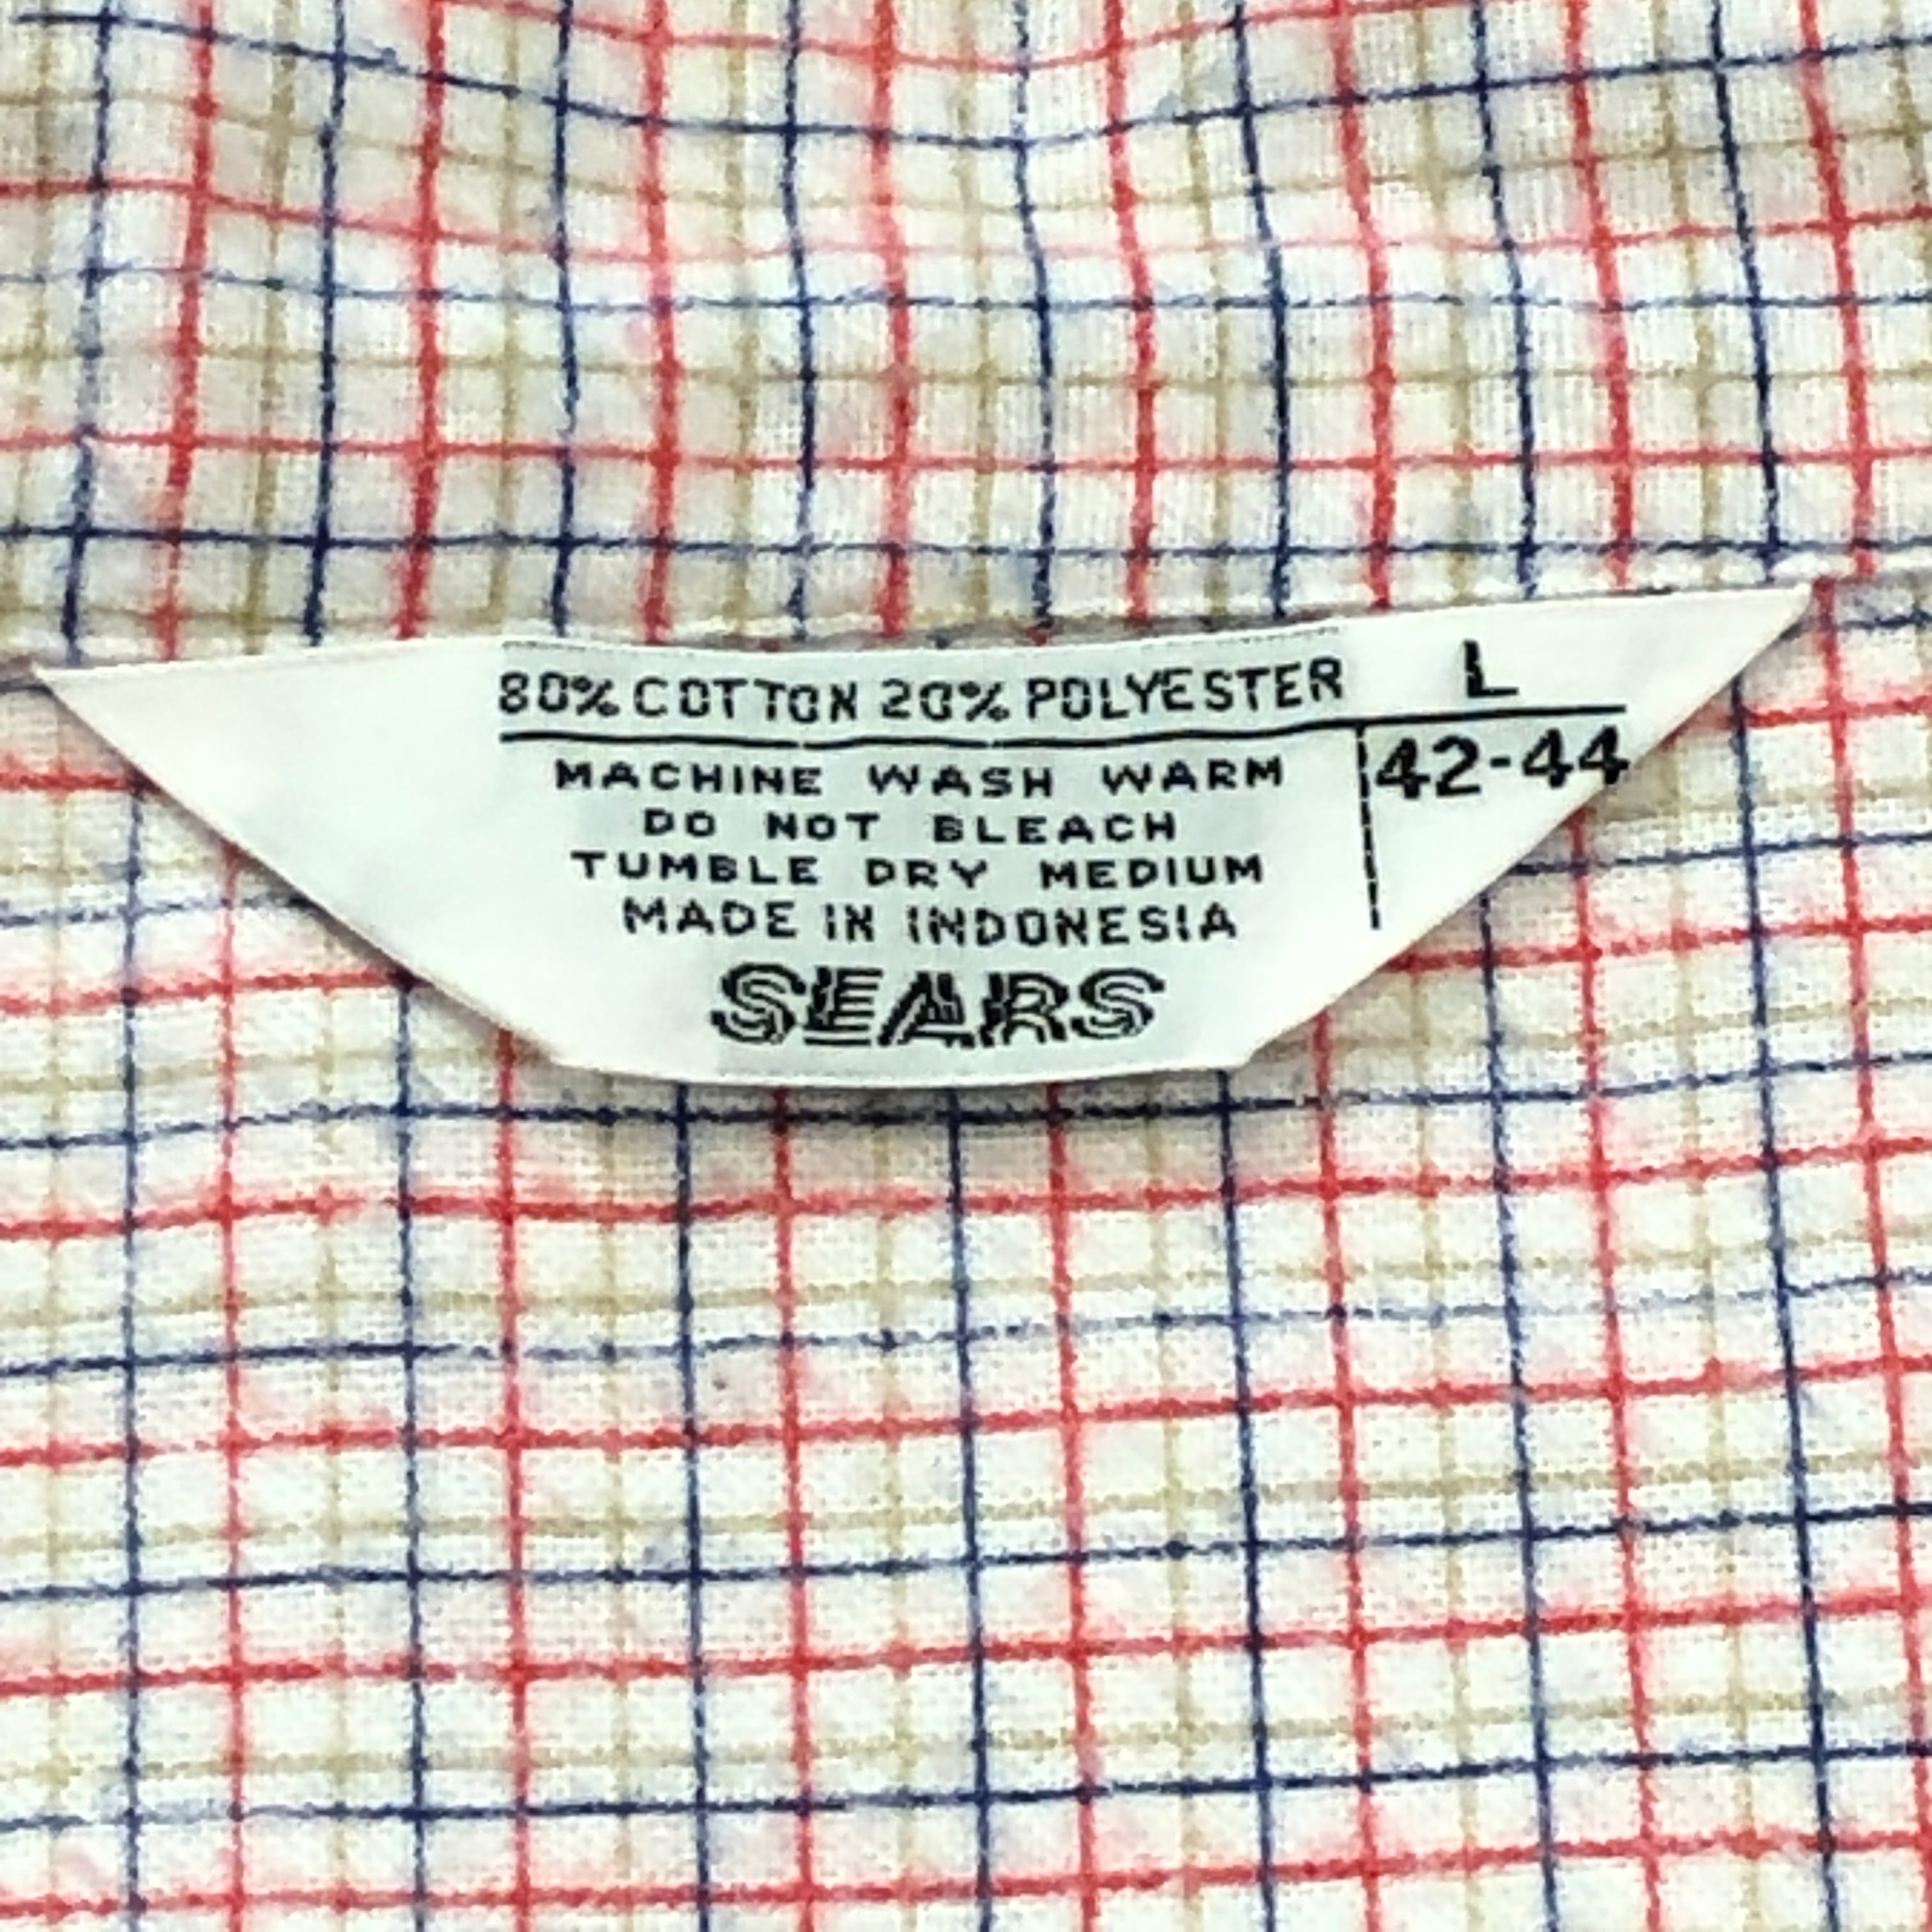 80% COTTON 20% POLYESTER L
42-44
MACHINE WASH WARM
DO NOT BLEACH
TUMBLE DRY MEDIUM
MADE IN INDONESIA
SEARS